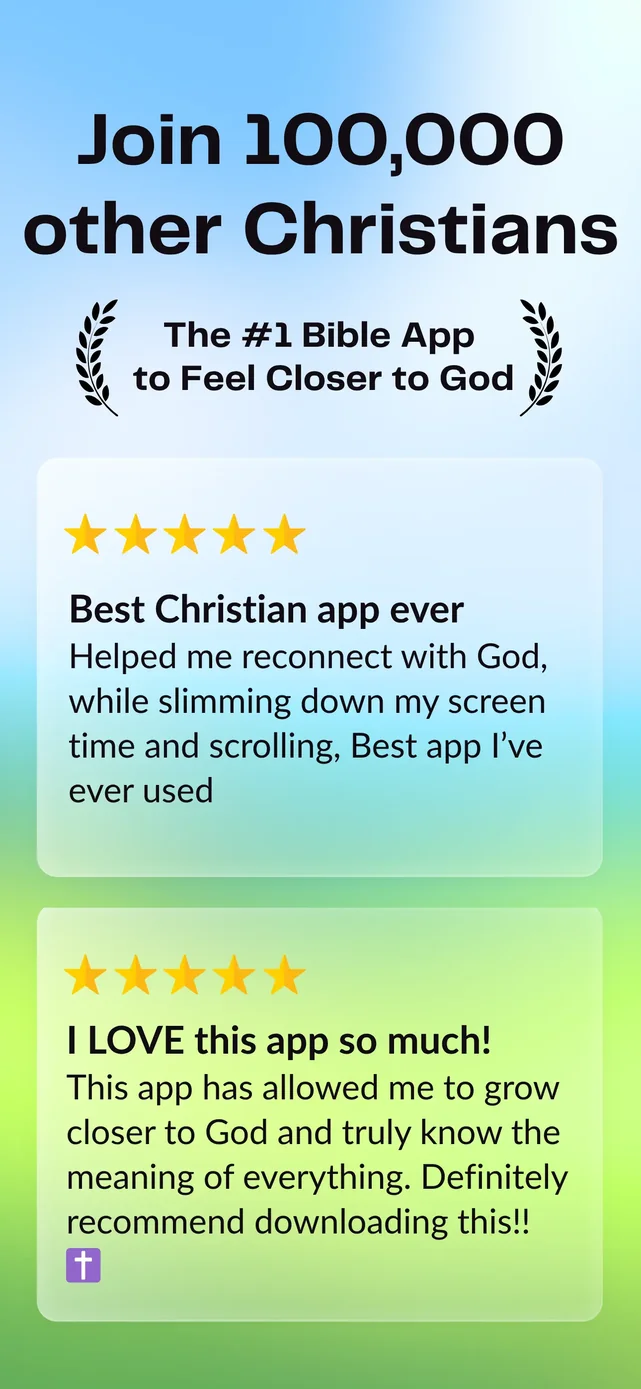 Join 100,000
other Christians
The #1 Bible App
to Feel Closer to God
Best Christian app ever
Helped me reconnect with God,
while slimming down my screen
time and scrolling, Best app I’ve
ever used
I LOVE this app so much!
This app has allowed me to grow
closer to God and truly know the
meaning of everything. Definitely
recommend downloading this!!
✝️